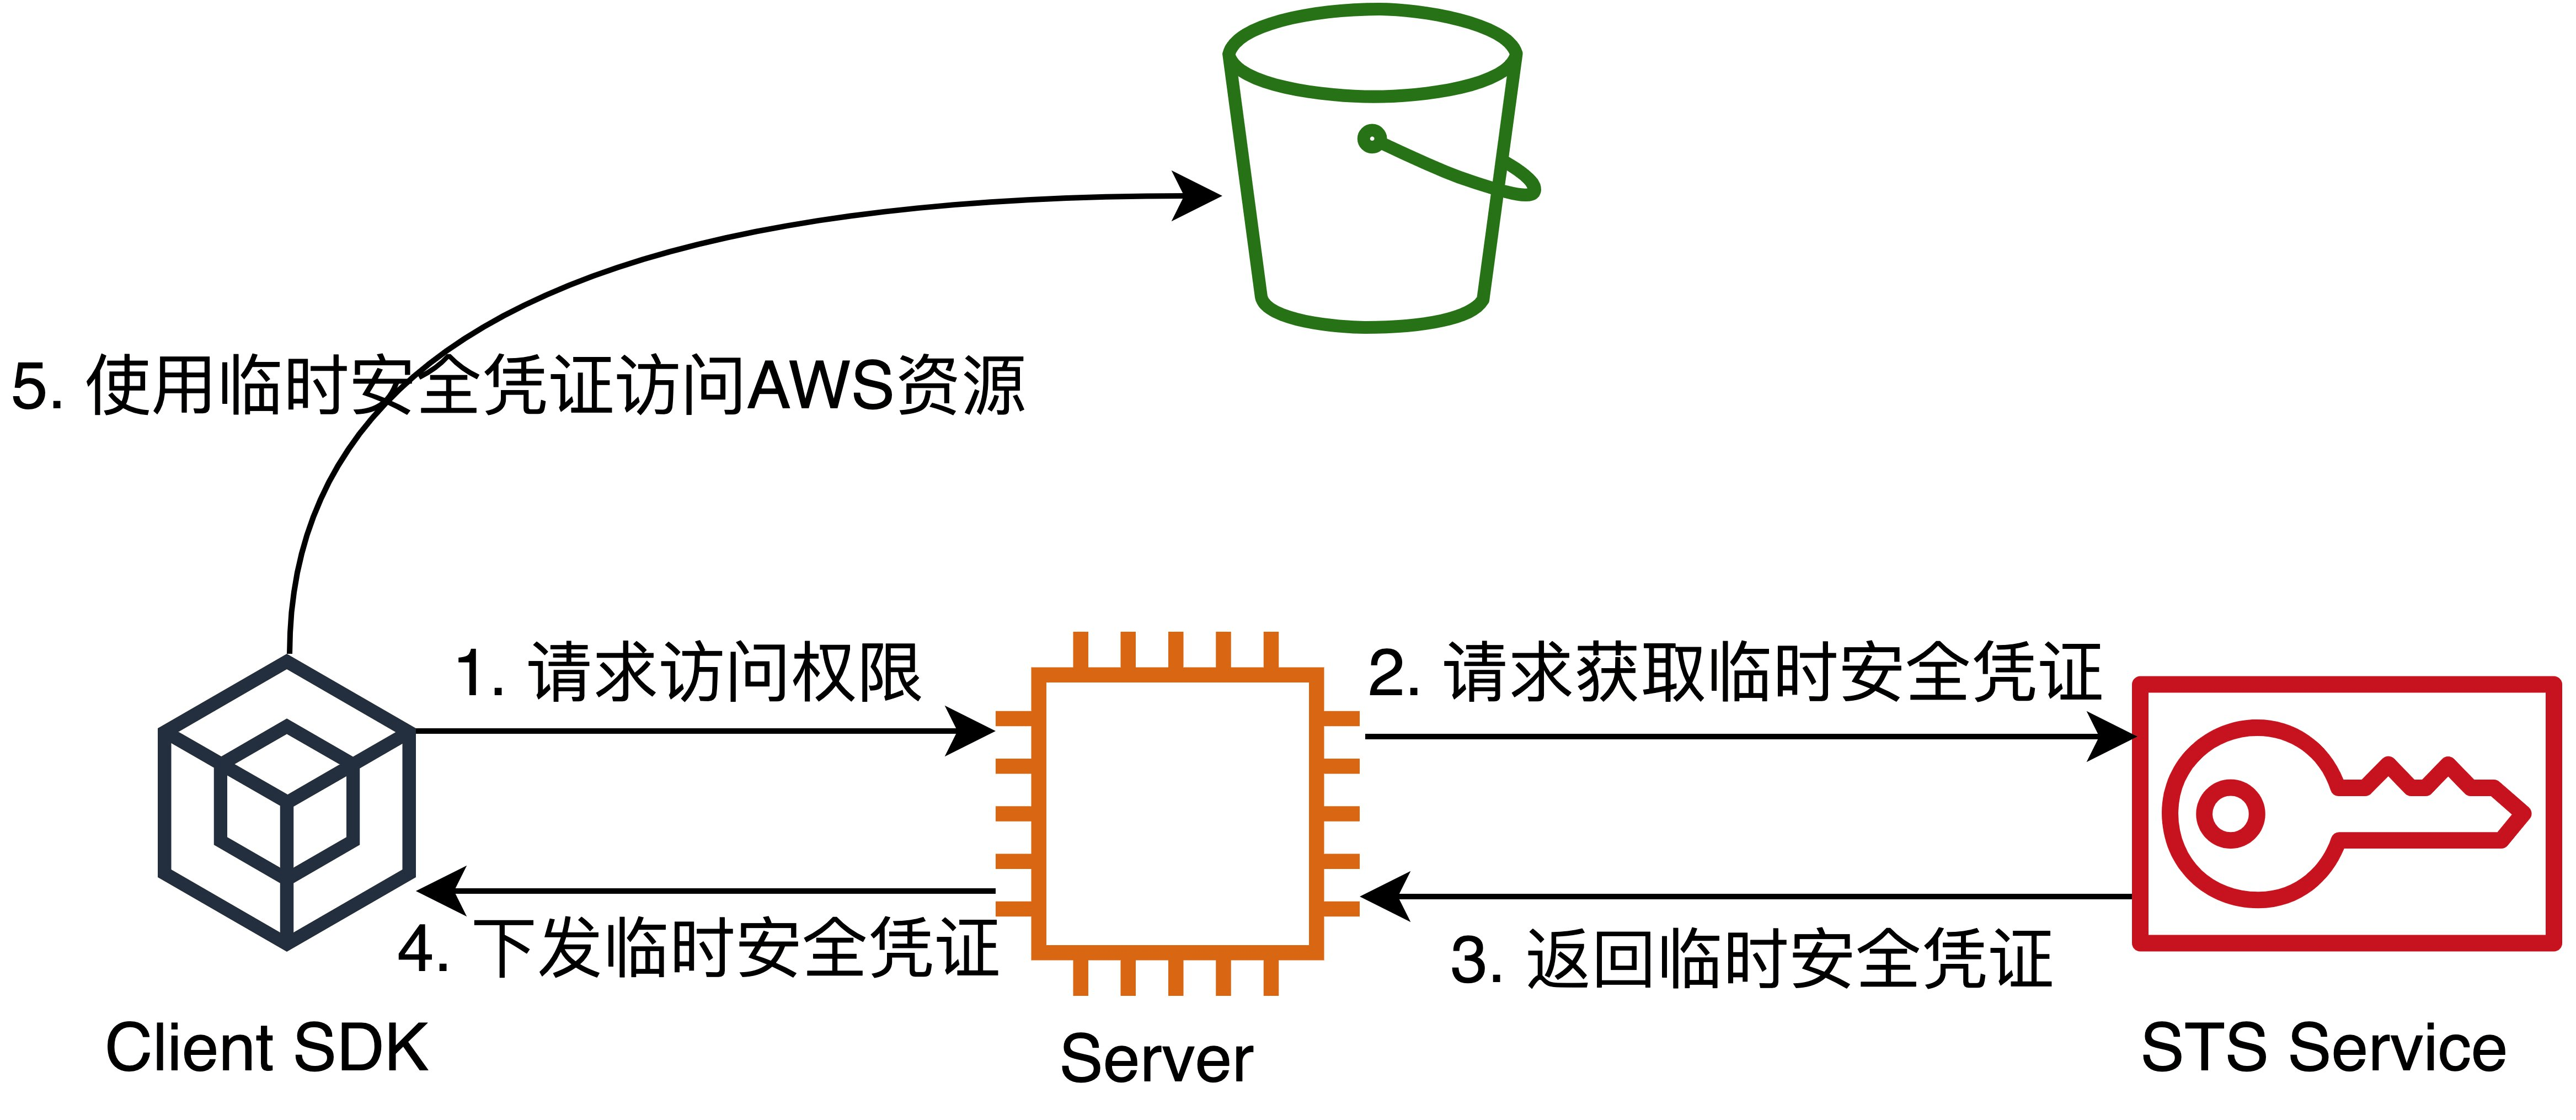 5. 使用临时安全凭证访问AWS资源
1. 请求访问权限
2. 请求获取临时安全凭证
4. 下发临时安全凭证
3. 返回临时安全凭证
Client SDK
Server
STS Service